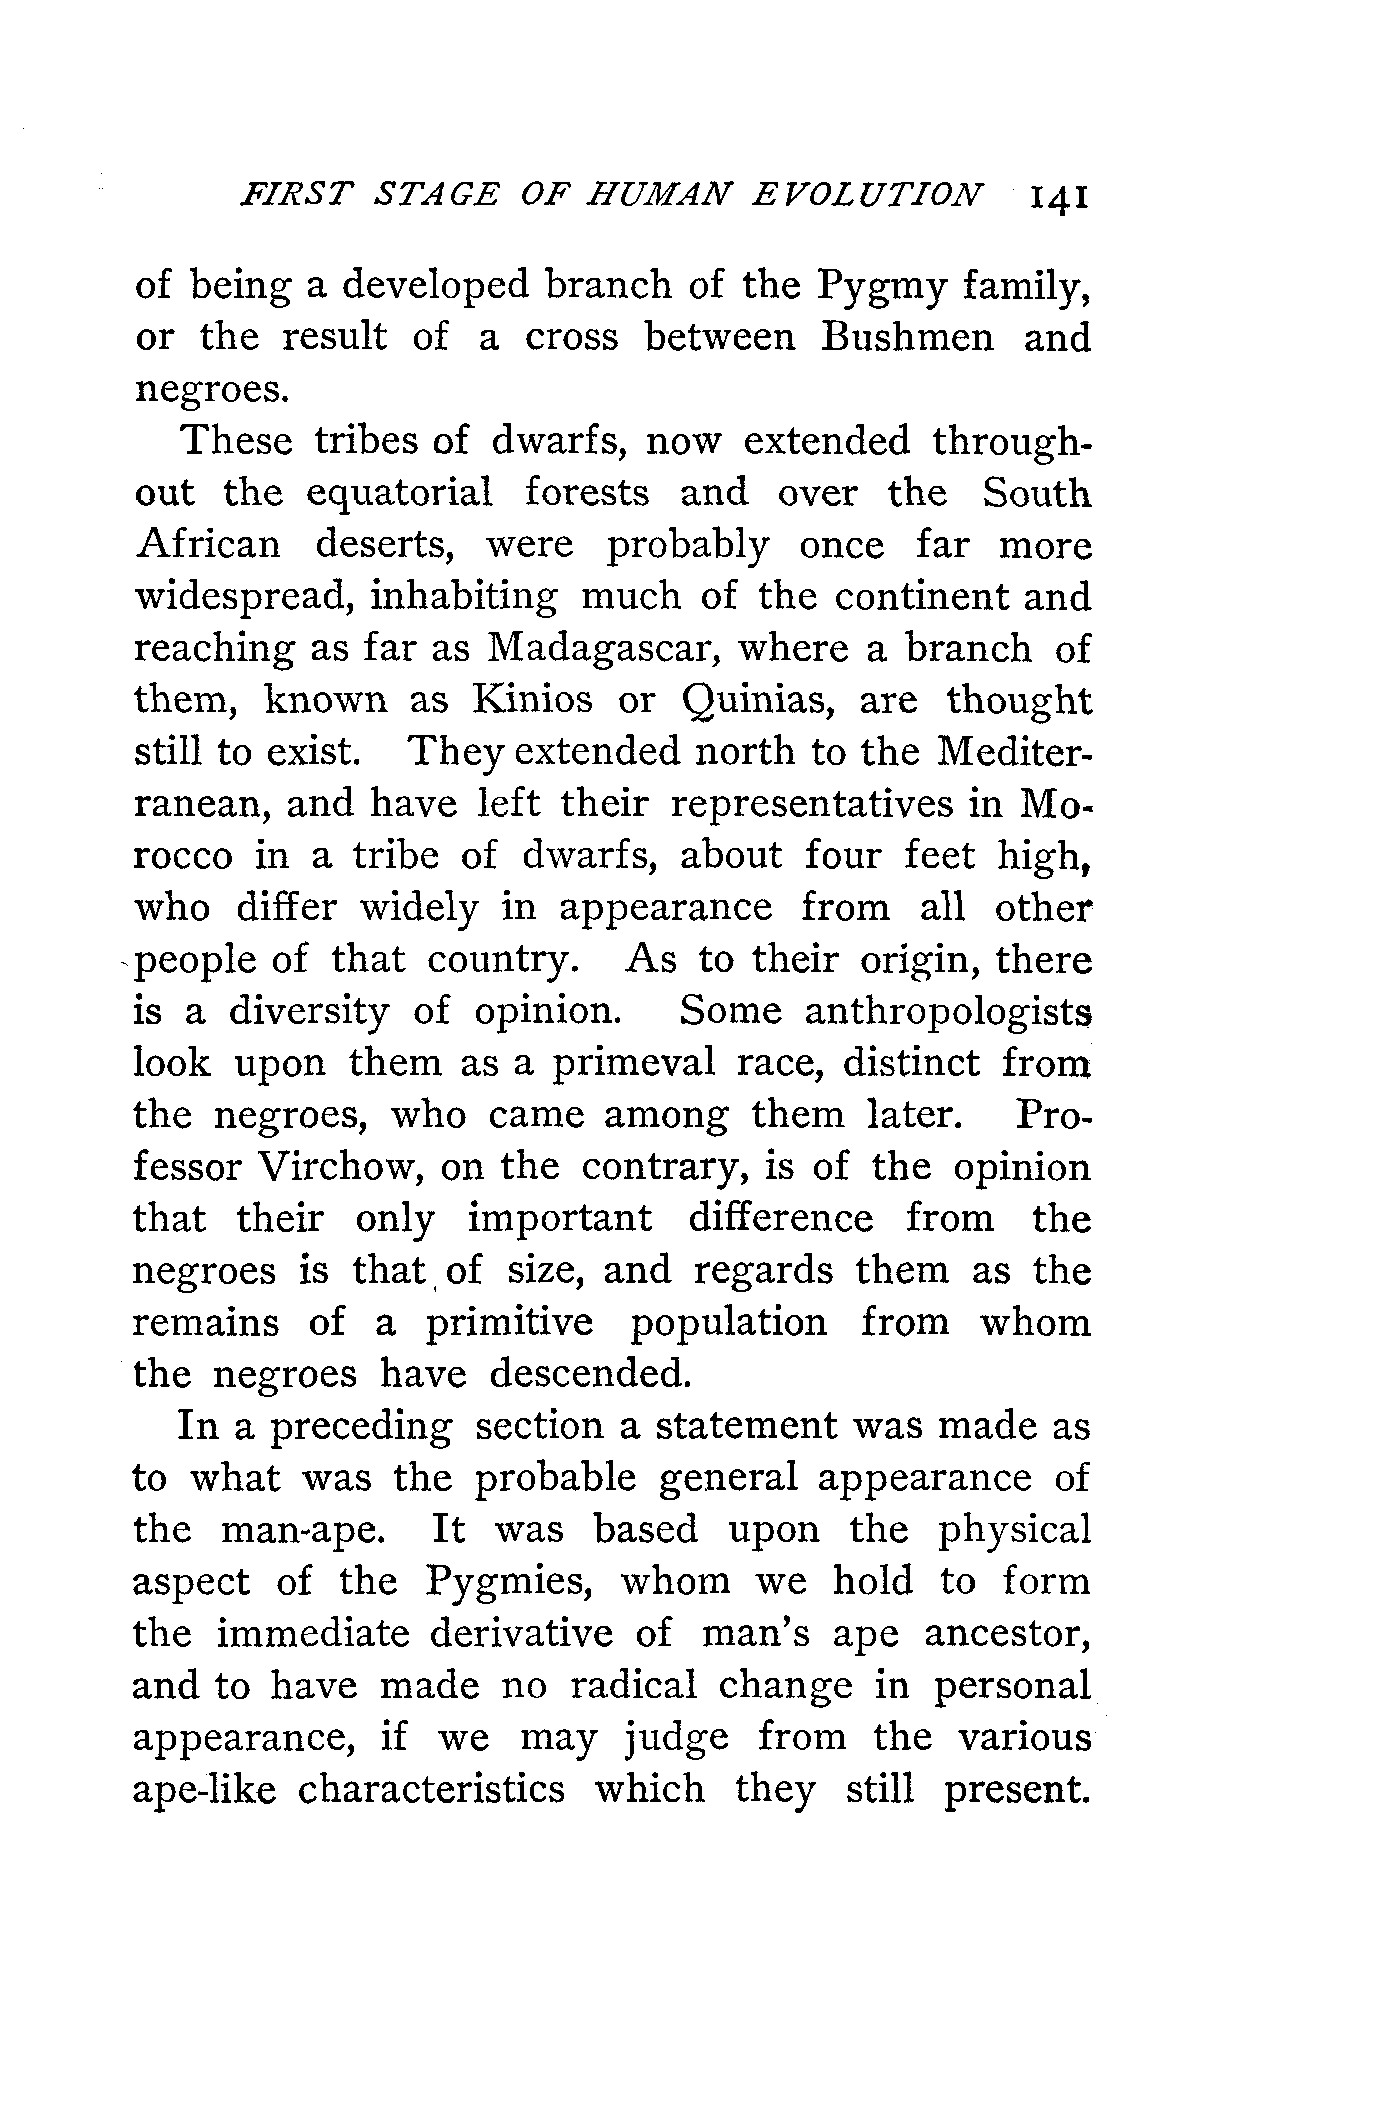 FIRST STAGE OF HUMAN EVOLUTION 141
of being a developed branch of the Pygmy family,
or the result of a cross between Bushmen and
negroes.
These tribes of dwarfs, now extended through-
out the equatorial forests and over the South
African deserts, were probably once far more
widespread, inhabiting much of the continent and
reaching as far as Madagascar, where a branch of
them, known as Kinios or Quinias, are thought
still to exist. They extended north to the Mediter-
ranean, and have left their representatives in Mo-
rocco in a tribe of dwarfs, about four feet high,
who differ widely in appearance from all other
people of that country. As to their origin, there
is a diversity of opinion. Some anthropologists
look upon them as a primeval race, distinct from
the negroes, who came among them later. Pro-
fessor Virchow, on the contrary, is of the opinion
that their only important difference from the
negroes is that of size, and regards them as the
remains of a primitive population from whom
the negroes have descended.
In a preceding section a statement was made as
to what was the probable general appearance of
the man-ape. It was based upon the physical
aspect of the Pygmies, whom we hold to form
the immediate derivative of man's ape ancestor,
and to have made no radical change in personal
appearance, if we may judge from the various
ape-like characteristics which they still present.